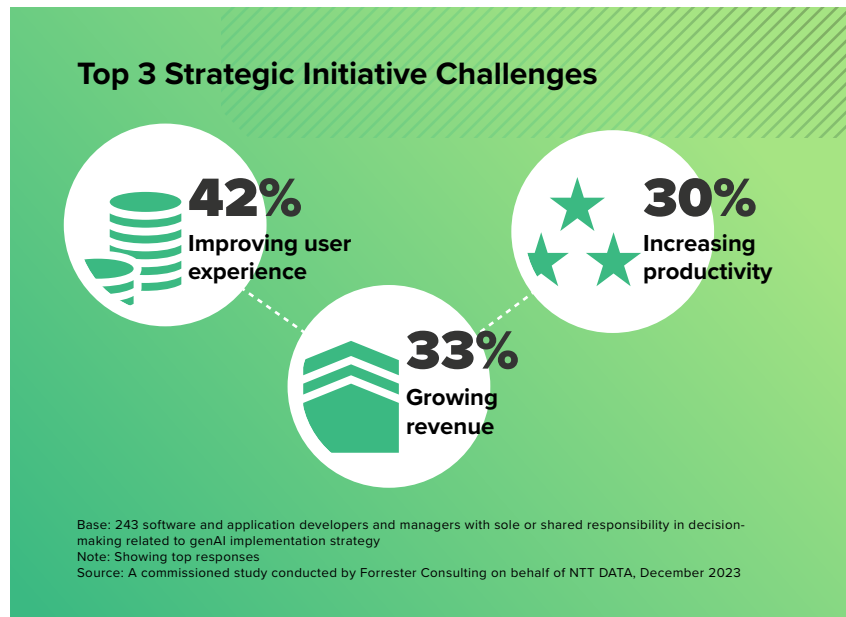 Top 3 Strategic Initiative Challenges
42%
Improving user
experience
33%
Growing
revenue
30%
Increasing
productivity
Base: 243 software and application developers and managers with sole or shared responsibility in decision-
making related to genAI implementation strategy
Note: Showing top responses
Source: A commissioned study conducted by Forrester Consulting on behalf of NTT DATA, December 2023